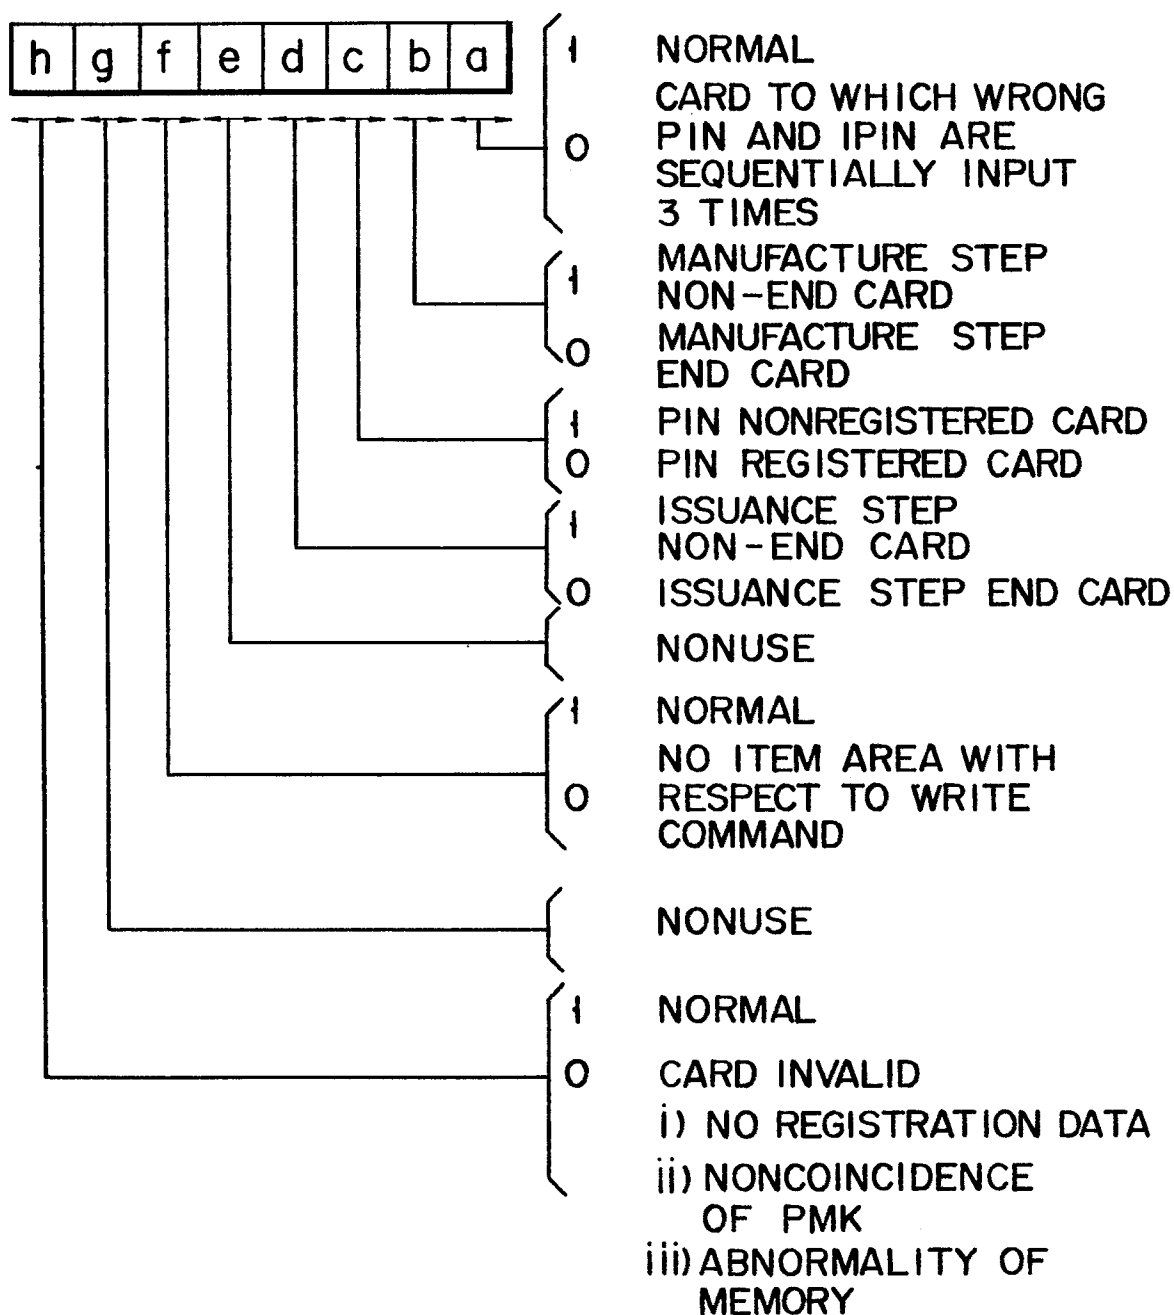 h g f e d c b a
1 NORMAL
0 CARD TO WHICH WRONG
PIN AND IPIN ARE
SEQUENTIALLY INPUT
3 TIMES
1 MANUFACTURE STEP
NON-END CARD
0 MANUFACTURE STEP
END CARD
1 PIN NONREGISTERED CARD
0 PIN REGISTERED CARD
1 ISSUANCE STEP
NON-END CARD
0 ISSUANCE STEP END CARD
NONUSE
1 NORMAL
NO ITEM AREA WITH
0 RESPECT TO WRITE
COMMAND
NONUSE
1 NORMAL
0 CARD INVALID
i) NO REGISTRATION DATA
ii) NONCOINCIDENCE
OF PMK
iii) ABNORMALITY OF
MEMORY